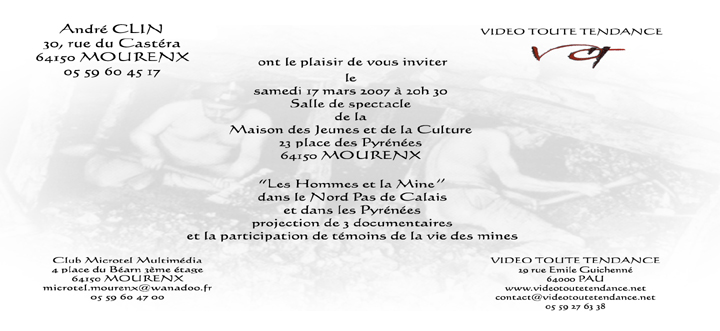 André CLIN
30, rue du Castéra
64150 MOURENX
05 59 60 45 17
VIDEO TOUTE TENDANCE
VCT
ont le plaisir de vous inviter
le
samedi 17 mars 2007 à 20h 30
Salle de spectacle
de la
Maison des Jeunes et de la Culture
23 place des Pyrénées
64150 MOURENX
"Les Hommes et la Mine"
dans le Nord Pas de Calais
et dans les Pyrénées
projection de 3 documentaires
et la participation de témoins de la vie des mines
Club Microtel Multimédia
4 place du Béarn 3ème étage
64150 MOURENX
microtel.mourenx@wanadoo.fr
05 59 60 47 00
VIDEO TOUTE TENDANCE
29 rue Emile Guichenné
64000 PAU
www.videotoutetendance.net
contact@videotoutetendance.net
05 59 27 63 38